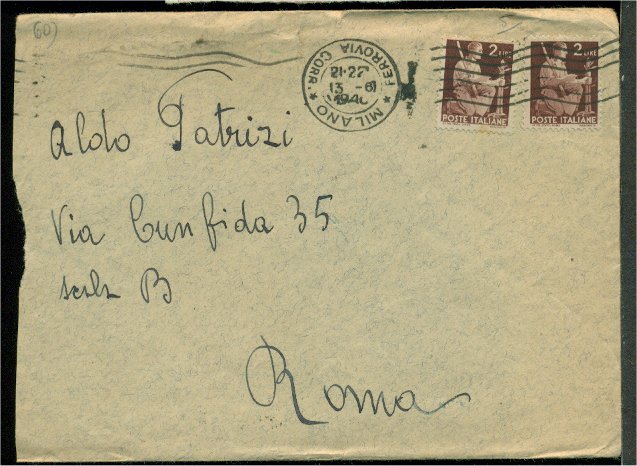 60)
MILANO ★ FERROVIA CORR. ★
21-22
13 -6
1946
2 LIRE
POSTE ITALIANE
2 LIRE
POSTE ITALIANE
Aldo Patrizi
Via Cunfida 35
scala B
Roma